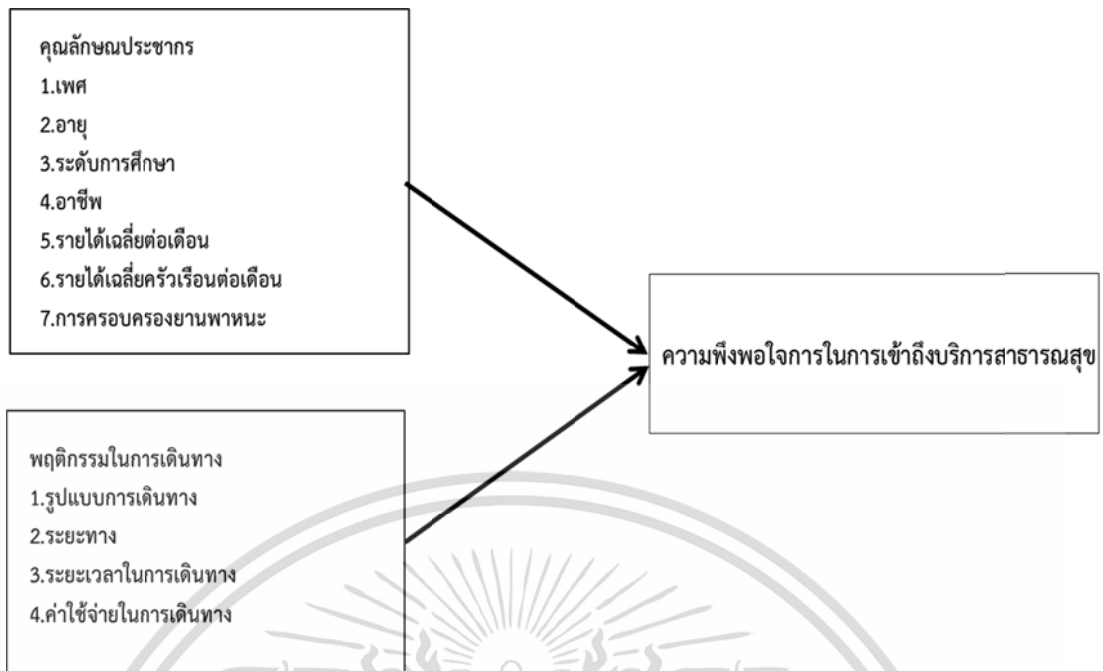 คุณลักษณประชากร
1.เพศ
2.อายุ
3.ระดับการศึกษา
4.อาชีพ
5.รายได้เฉลี่ยต่อเดือน
6.รายได้เฉลี่ยครัวเรือนต่อเดือน
7.การครอบครองยานพาหนะ
ความพึงพอใจการในการเข้าถึงบริการสาธารณสุข
พฤติกรรมในการเดินทาง
1.รูปแบบการเดินทาง
2.ระยะทาง
3.ระยะเวลาในการเดินทาง
4.ค่าใช้จ่ายในการเดินทาง